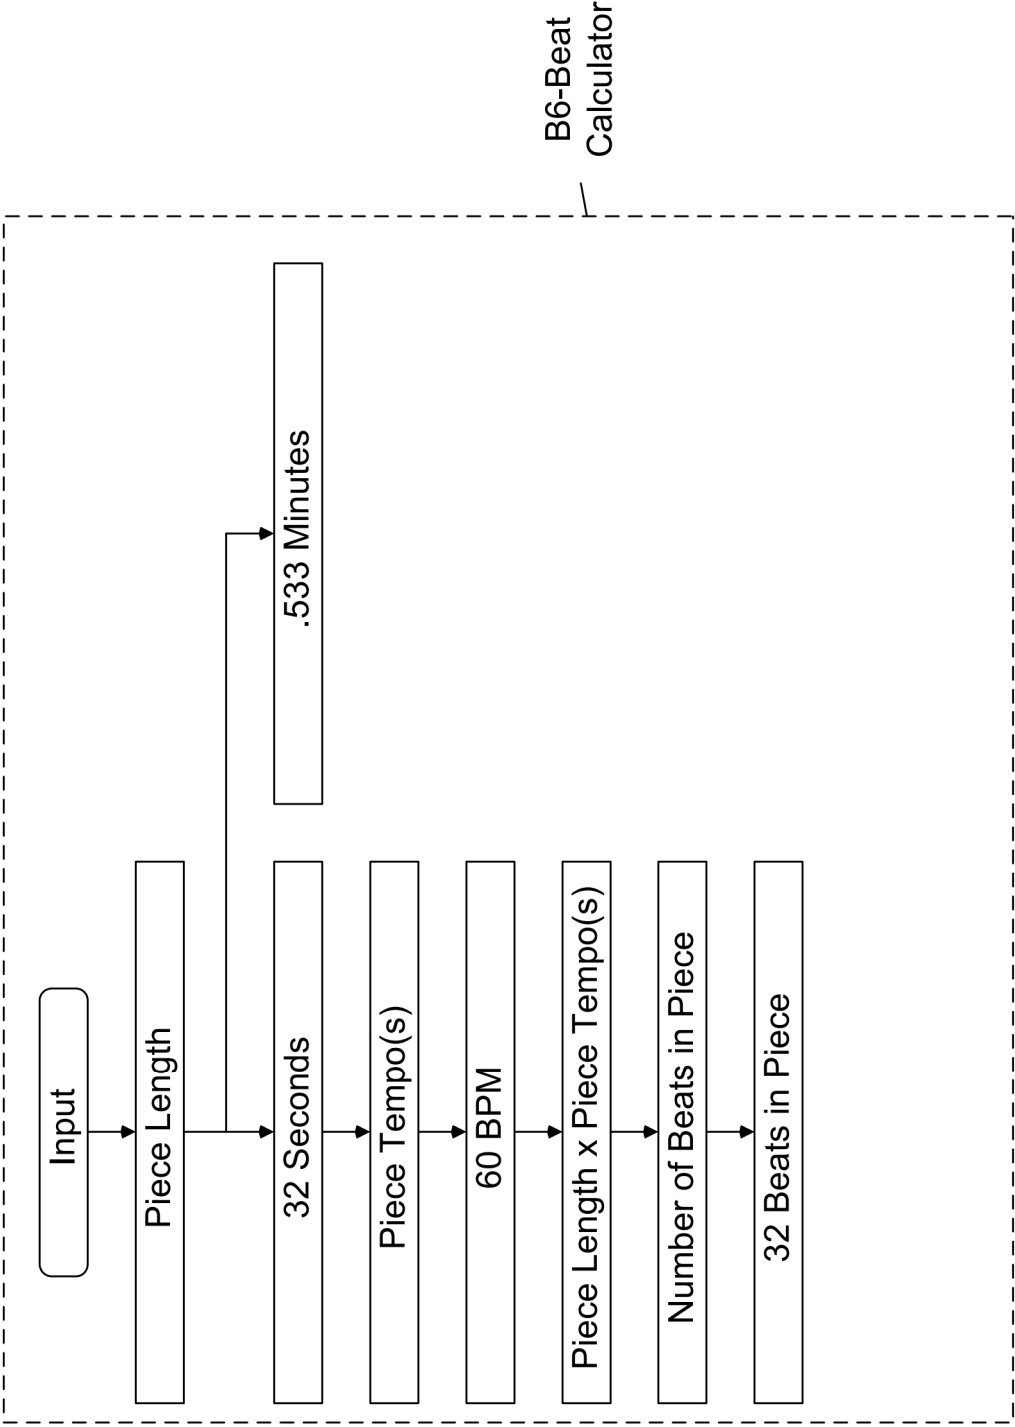 B6-Beat
Calculator
Input
Piece Length
32 Seconds
.533 Minutes
Piece Tempo(s)
60 BPM
Piece Length x Piece Tempo(s)
Number of Beats in Piece
32 Beats in Piece